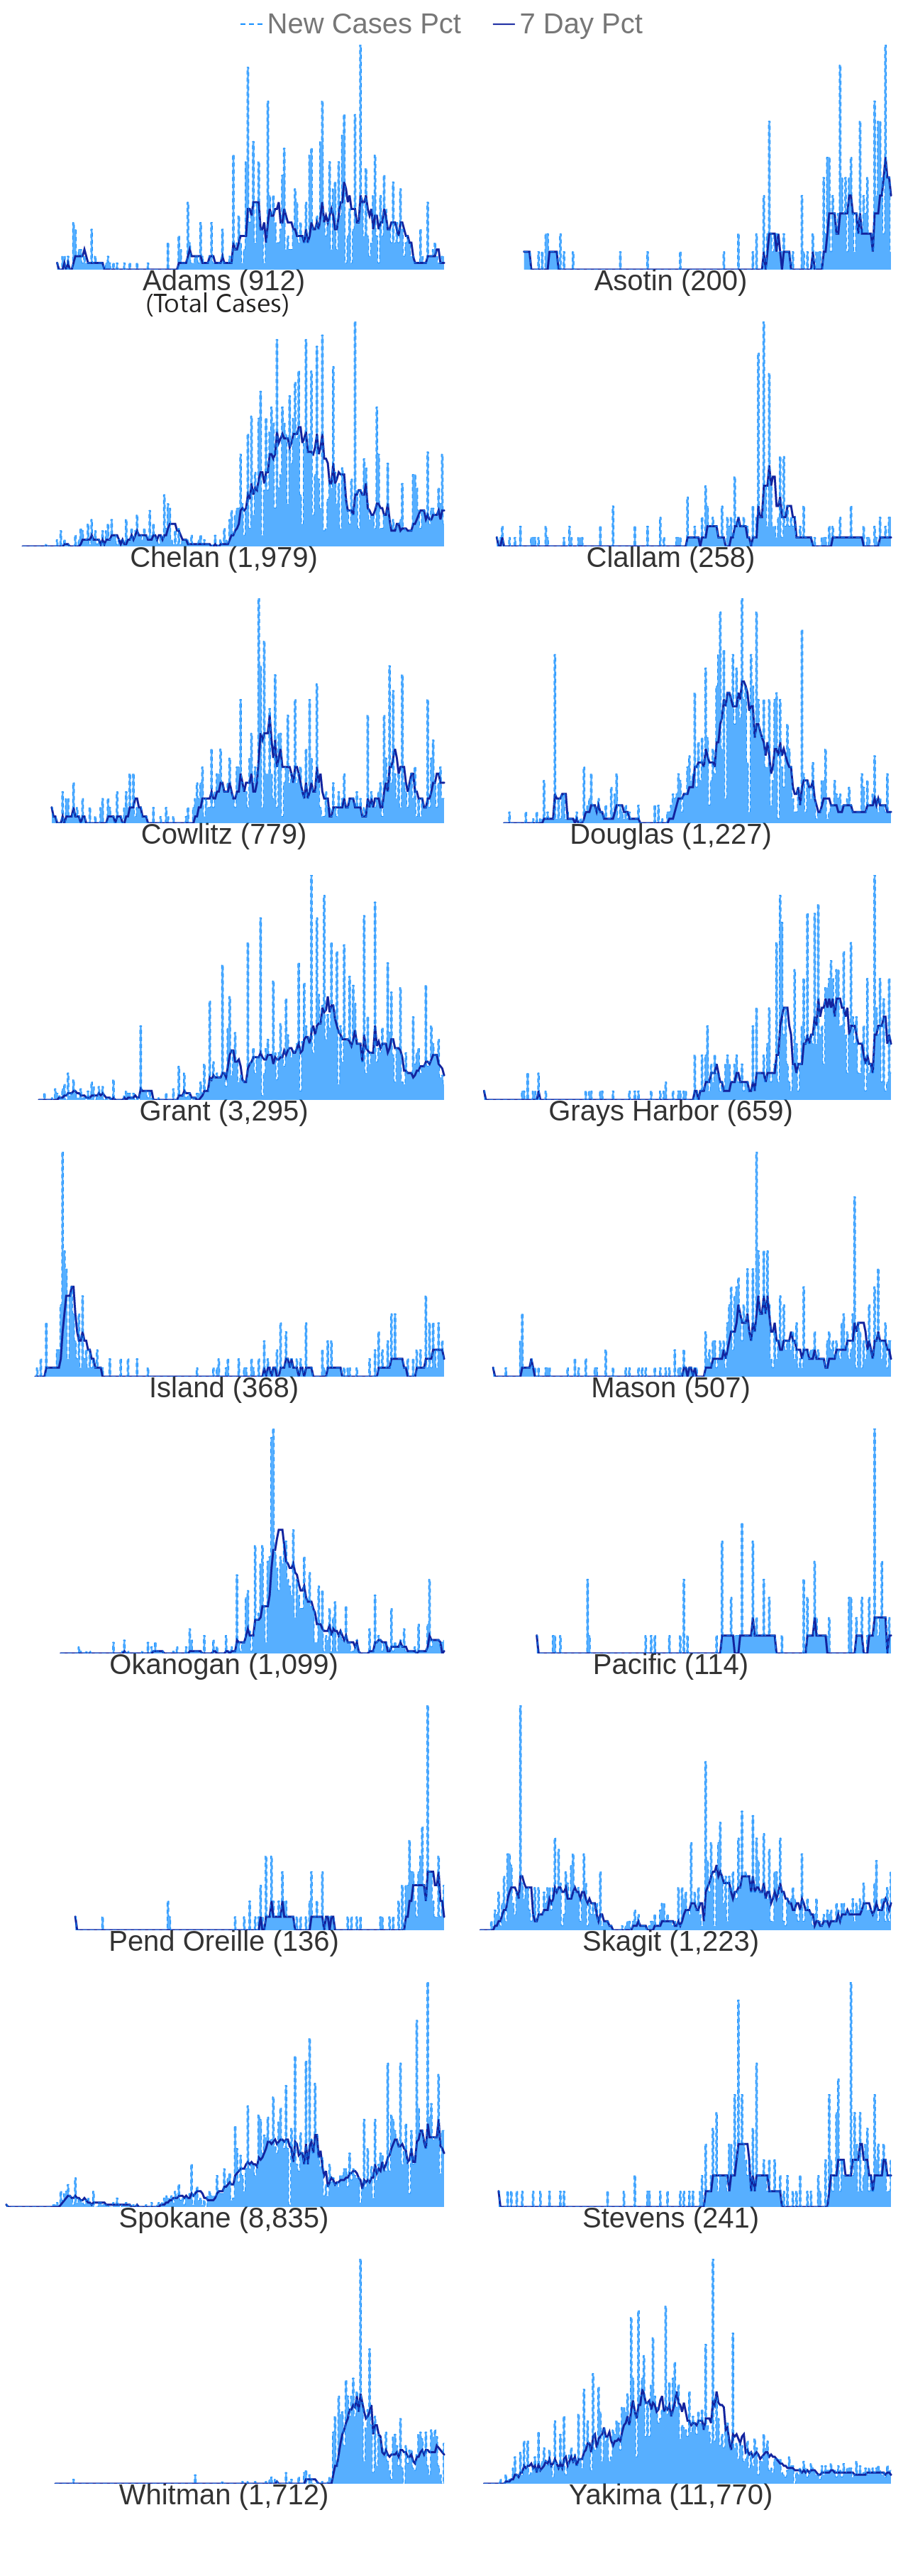 New Cases Pct 7 Day Pct
Adams (912) Asotin (200)
(Total Cases)
Chelan (1,979) Clallam (258)
Cowlitz (779) Douglas (1,227)
Grant (3,295) Grays Harbor (659)
Island (368) Mason (507)
Okanogan (1,099) Pacific (114)
Pend Oreille (136) Skagit (1,223)
Spokane (8,835) Stevens (241)
Whitman (1,712) Yakima (11,770)